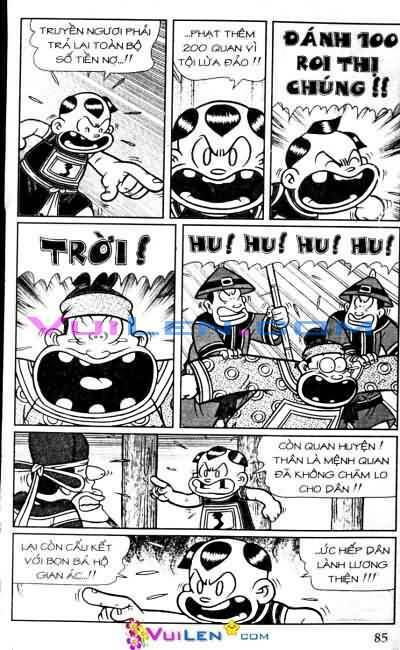 TRUYỀN NGƯƠI PHẢI
TRẢ LẠI TOÀN BỘ
SỐ TIỀN NỢ...!!
..PHẠT THÊM
200 QUAN VÌ
TỘI LỪA ĐẢO !!
ĐÁNH 100
ROI THỊ
CHÚNG !!
TRỜI !
HU! HU! HU! HU!
VUILEN.COM
CÒN QUAN HUYỆN !
THÂN LÀ MỆNH QUAN
ĐÃ KHÔNG CHĂM LO
CHO DÂN !!
LẠI CÒN CẤU KẾT
VỚI BỌN BÁ HỘ
GIAN ÁC...
..ỨC HIẾP DÂN
LÀNH LƯƠNG
THIỆN !!!
85
VUILEN.COM